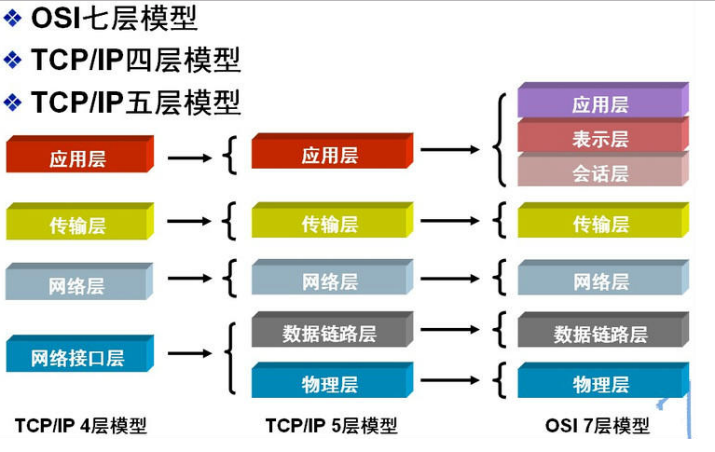 OSI七层模型
TCP/IP四层模型
TCP/IP五层模型
应用层
传输层
网络层
网络接口层
TCP/IP 4层模型
应用层
传输层
网络层
数据链路层
物理层
TCP/IP 5层模型
应用层
表示层
会话层
传输层
网络层
数据链路层
物理层
OSI 7层模型